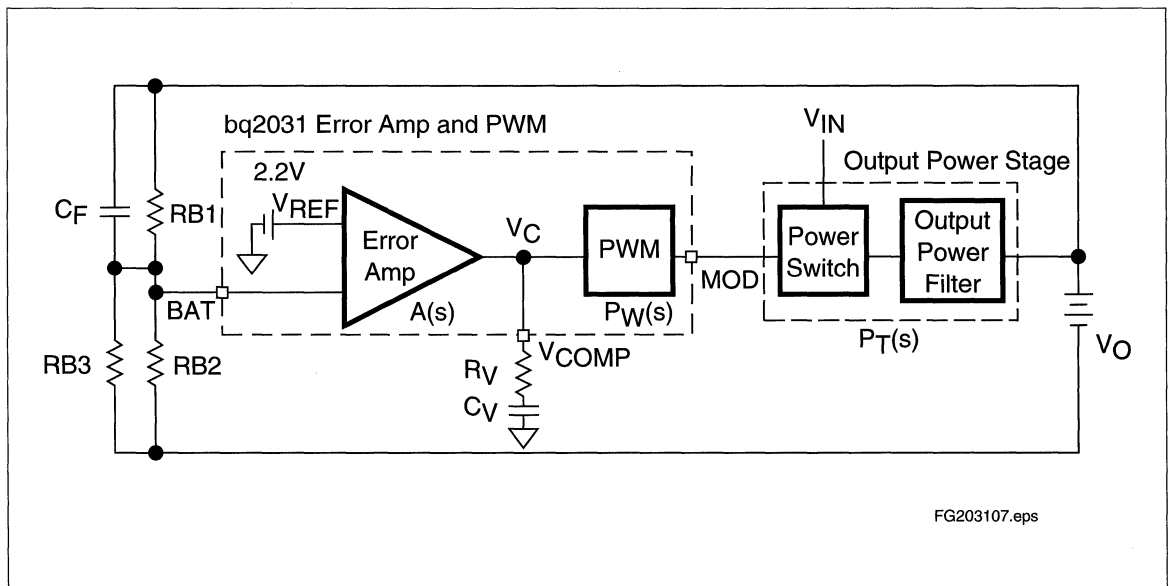 bq2031 Error Amp and PWM
VIN
Output Power Stage
2.2V
VREF
CF
RB1
Error
Amp
VC
PWM
Power
Switch
Output
Power
Filter
BAT
A(s)
PW(s)
MOD
PT(s)
VCOMP
RB3
RB2
RV
CV
VO
FG203107.eps